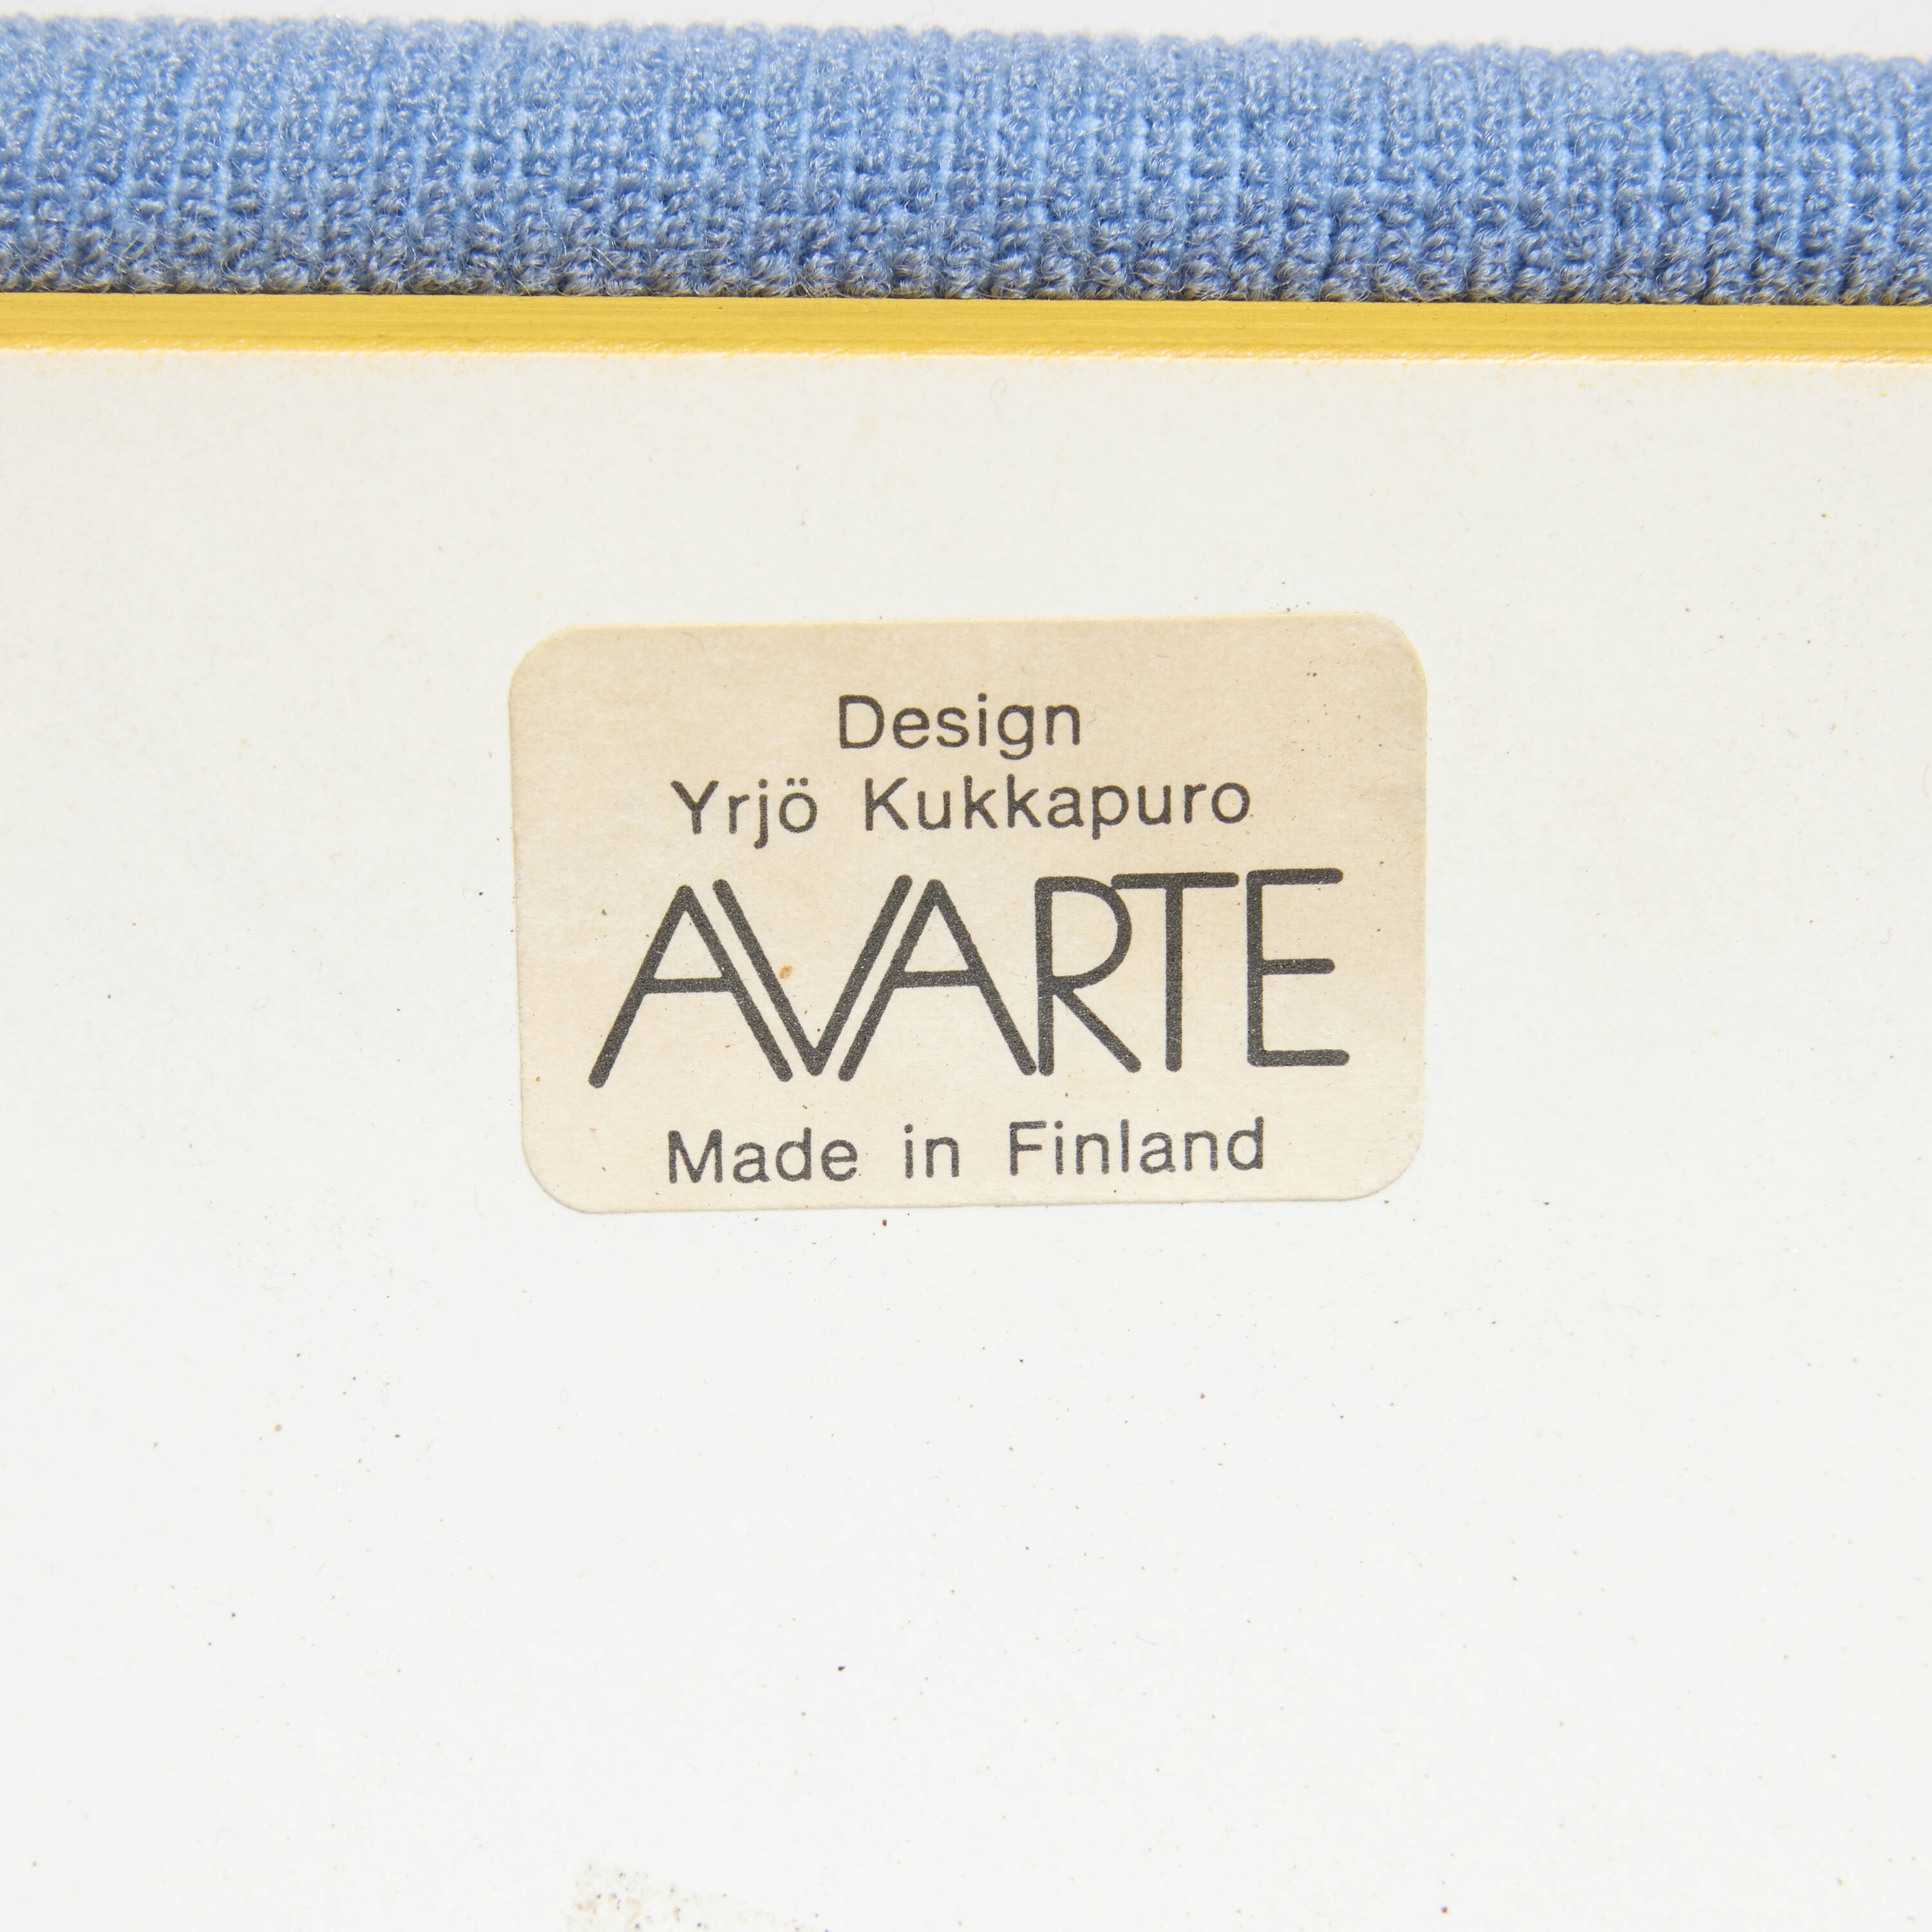 Design
Yrjö Kukkapuro
AVARTE
Made in Finland